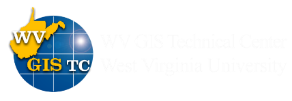 WV
GIS TC
WV GIS Technical Center
West Virginia University